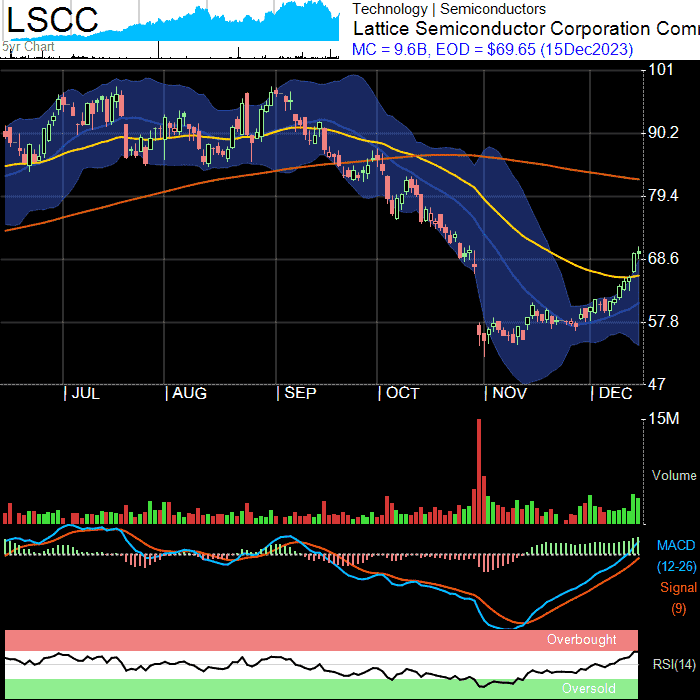 LSCC
5yr Chart
Technology | Semiconductors
Lattice Semiconductor Corporation Com
MC = 9.6B, EOD = $69.65 (15Dec2023)
101
90.2
79.4
68.6
57.8
47
| JUL | AUG | SEP | OCT | NOV | DEC
15M
Volume
MACD
(12-26)
Signal
(9)
Overbought
RSI(14)
Oversold